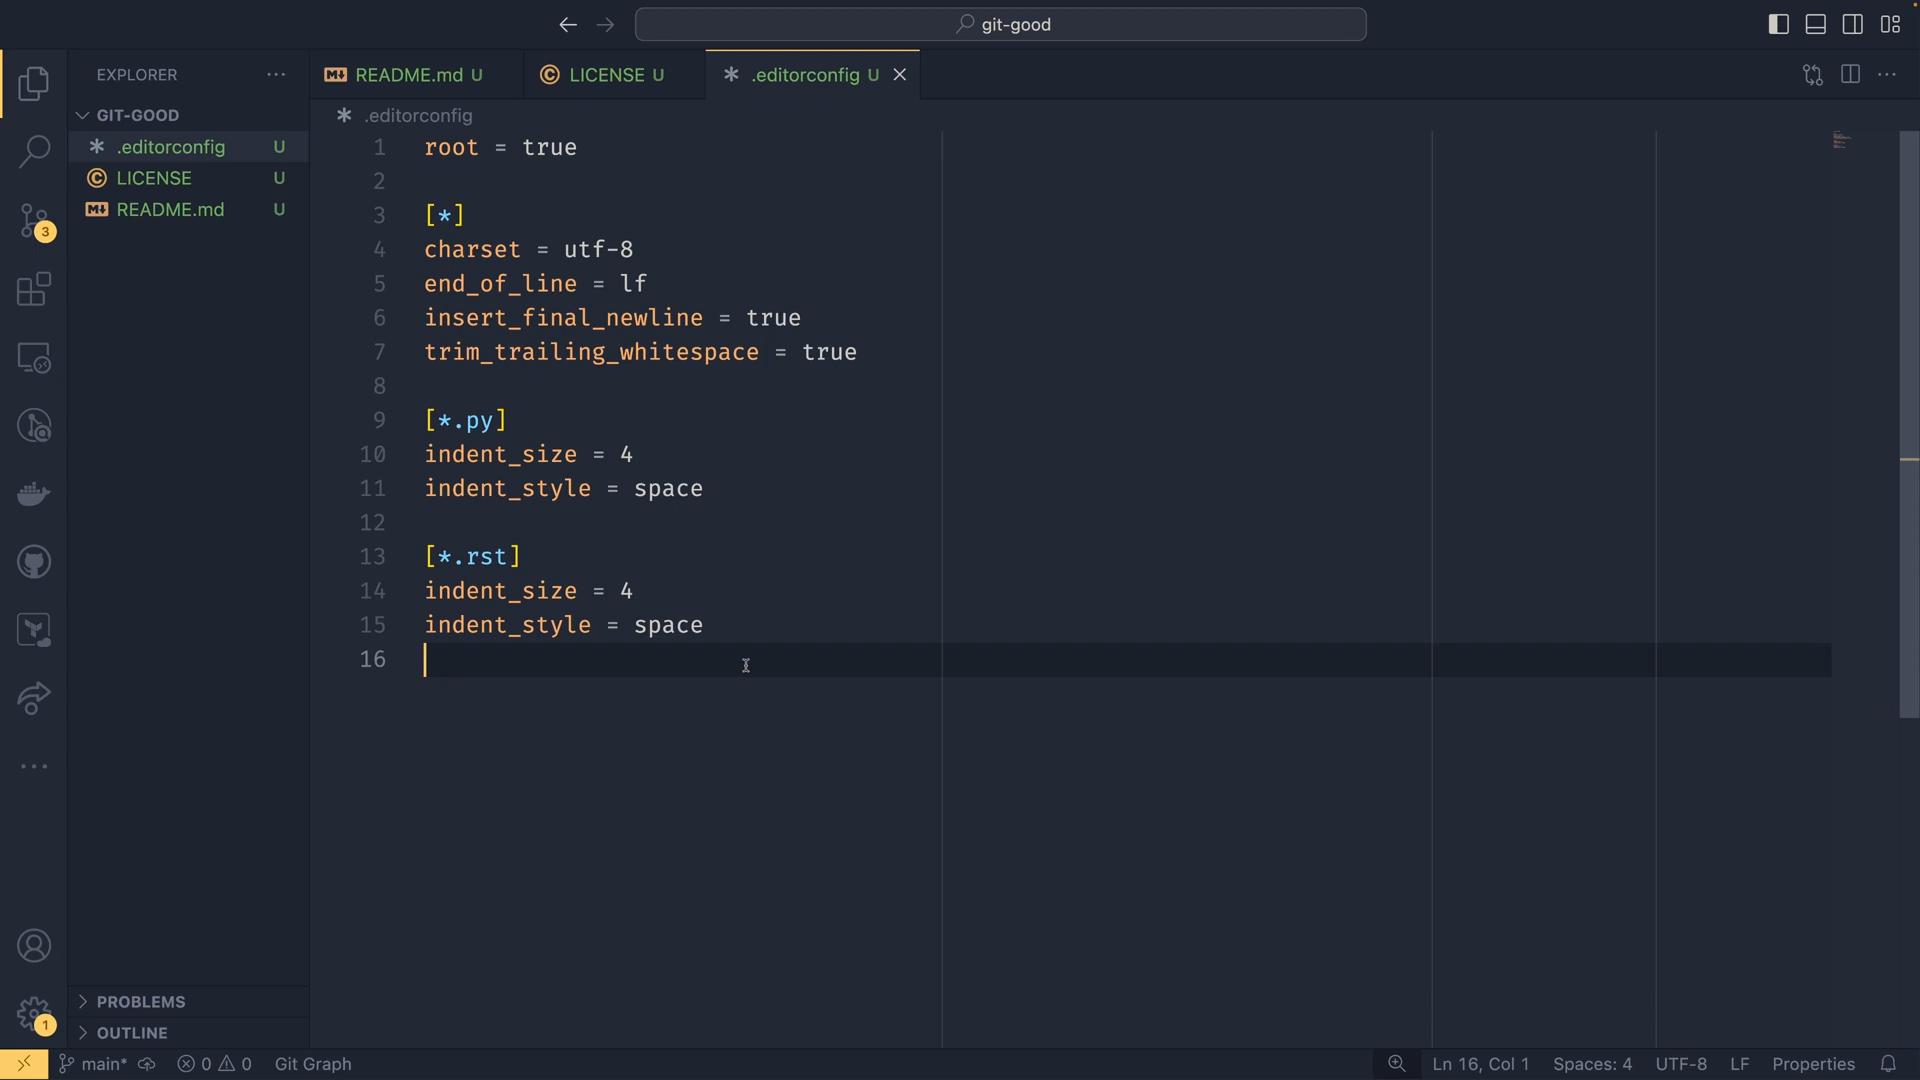 git-good
EXPLORER ···
README.md U
LICENSE U
.editorconfig U
GIT-GOOD
.editorconfig
.editorconfig U
LICENSE U
README.md U
3
1 root = true
2
3 [*]
4 charset = utf-8
5 end_of_line = lf
6 insert_final_newline = true
7 trim_trailing_whitespace = true
8
9 [*.py]
10 indent_size = 4
11 indent_style = space
12
13 [*.rst]
14 indent_size = 4
15 indent_style = space
16
PROBLEMS
1
OUTLINE
main* 0 0 Git Graph Ln 16, Col 1 Spaces: 4 UTF-8 LF Properties